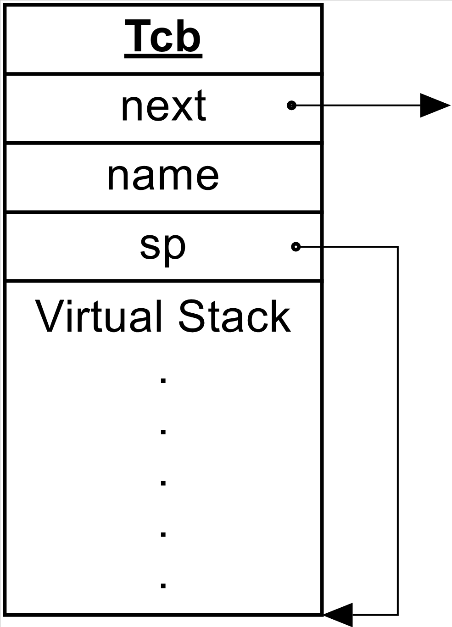 Tcb
next
name
sp
Virtual Stack
.
.
.
.
.